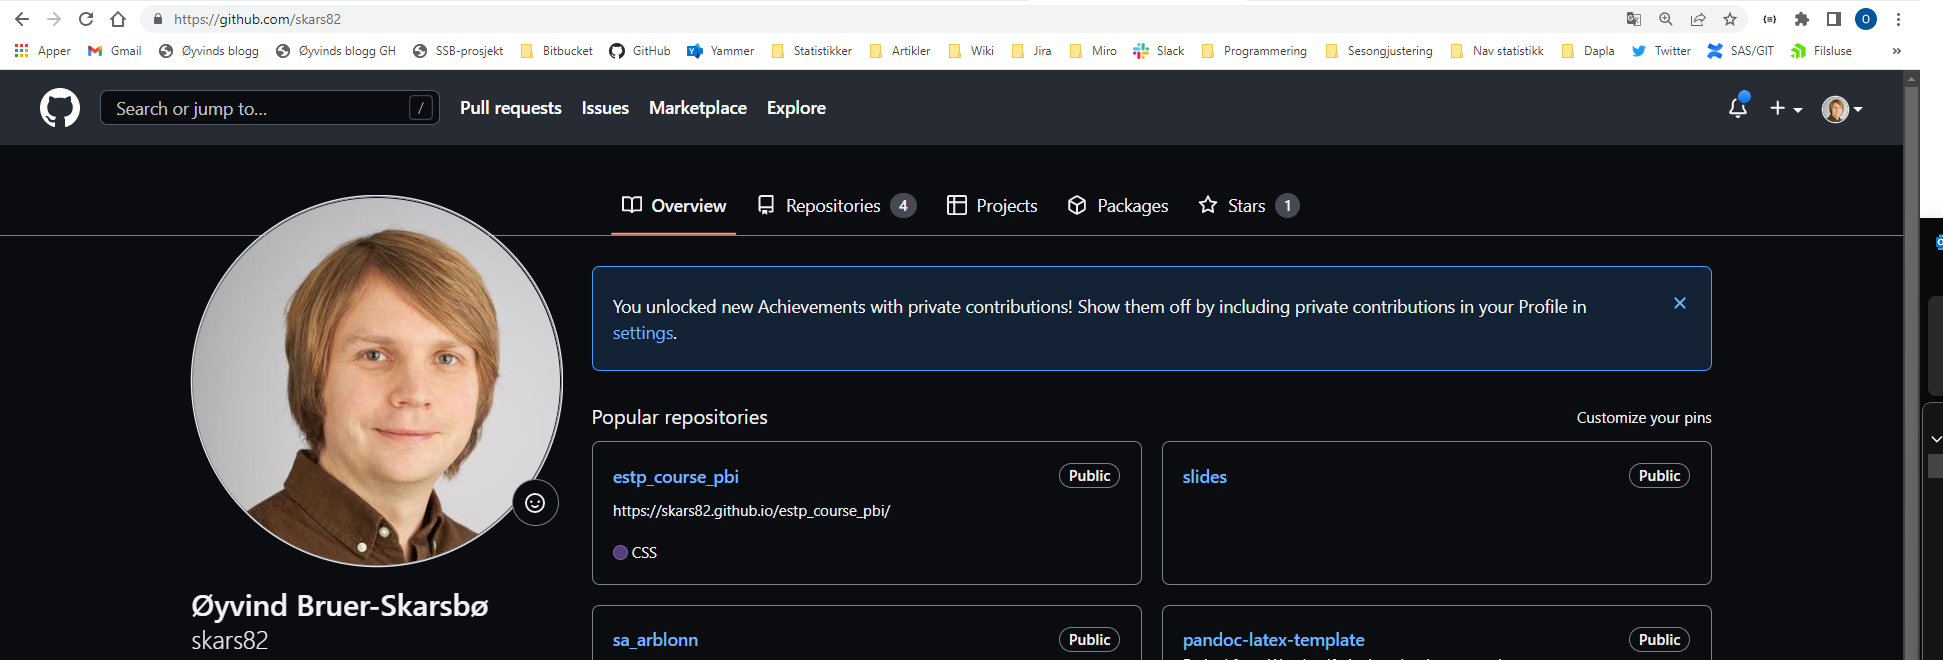 https://github.com/skars82
O
Apper Gmail Øyvinds blogg Øyvinds blogg GH SSB-prosjekt Bitbucket GitHub Yammer Statistikker Artikler Wiki Jira Miro Slack Programmering Sesongjustering Nav statistikk Dapla Twitter SAS/GIT Filsluse »
Search or jump to... / Pull requests Issues Marketplace Explore
Overview Repositories 4 Projects Packages Stars 1
You unlocked new Achievements with private contributions! Show them off by including private contributions in your Profile in
settings.
Popular repositories Customize your pins
estp_course_pbi Public
https://skars82.github.io/estp_course_pbi/
CSS
slides Public
Øyvind Bruer-Skarsbø
skars82
sa_arblonn Public
pandoc-latex-template Public